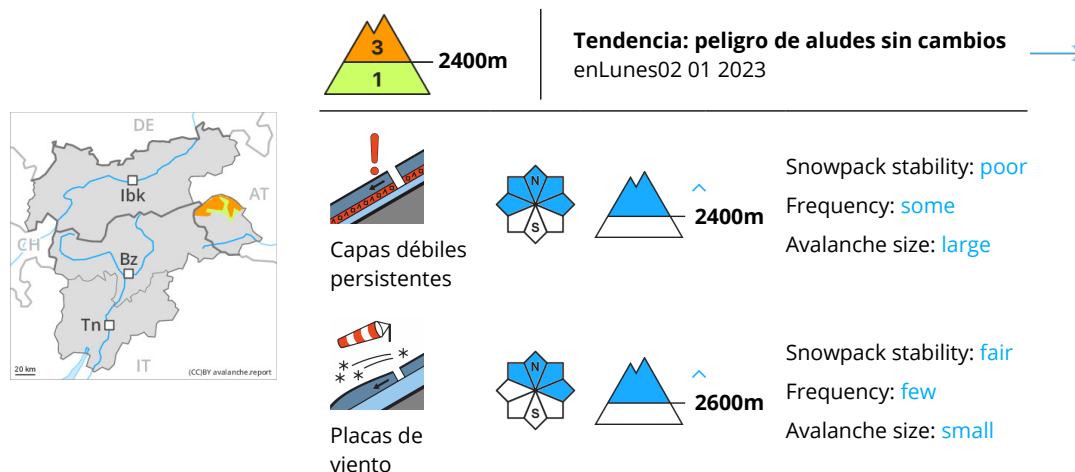 3
1
2400m
Tendencia: peligro de aludes sin cambios
enLunes02 01 2023
DE
Ibk
AT
CH
Bz
Tn
IT
20 km
(CC)BY avalanche.report
N
S
2400m
Capas débiles
persistentes
Snowpack stability: poor
Frequency: some
Avalanche size: large
N
S
2600m
Placas de
viento
Snowpack stability: fair
Frequency: few
Avalanche size: small